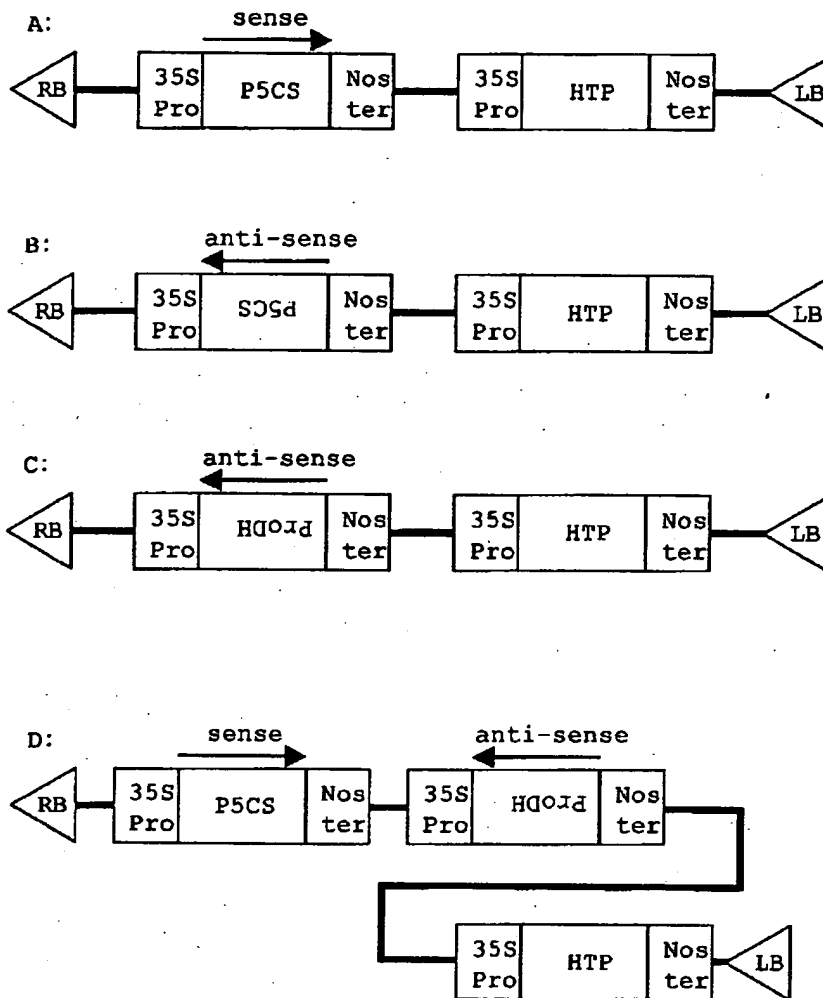 A:
sense
RB
35S
Pro
P5CS
Nos
ter
35S
Pro
HTP
Nos
ter
LB
B:
anti-sense
RB
35S
Pro
P5CS
Nos
ter
35S
Pro
HTP
Nos
ter
LB
C:
anti-sense
RB
35S
Pro
ProDH
Nos
ter
35S
Pro
HTP
Nos
ter
LB
D:
sense
anti-sense
RB
35S
Pro
P5CS
Nos
ter
35S
Pro
ProDH
Nos
ter
35S
Pro
HTP
Nos
ter
LB